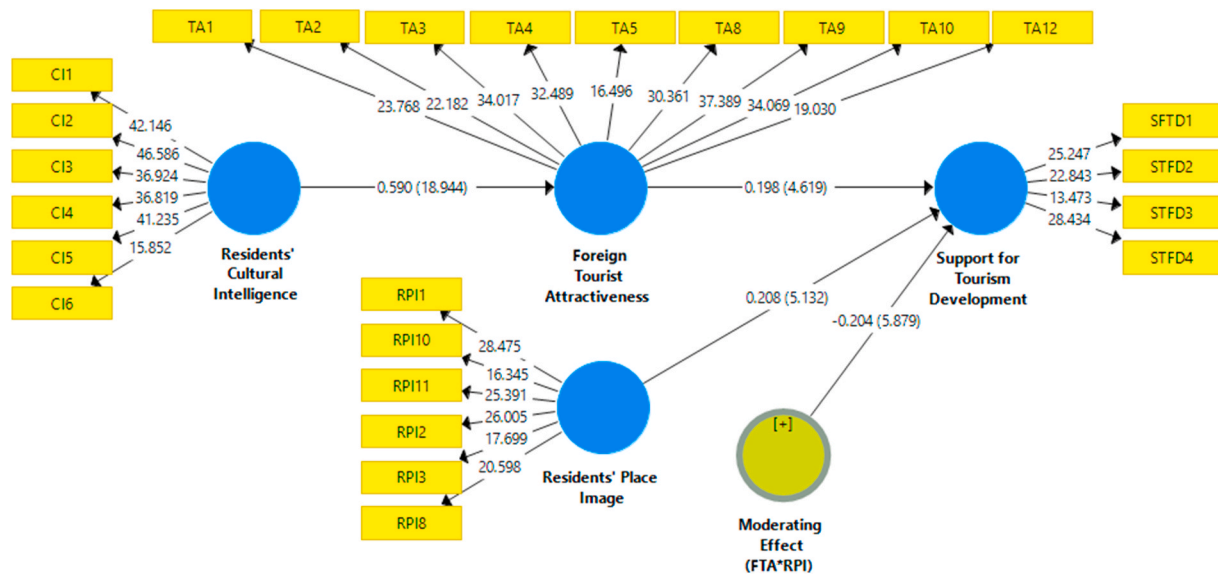 TA1
TA2
TA3
TA4
TA5
TA8
TA9
TA10
TA12
23.768
22.182
34.017
32.489
16.496
30.361
37.389
34.069
19.030
CI1
CI2
CI3
CI4
CI5
CI6
42.146
46.586
36.924
36.819
41.235
15.852
Residents'
Cultural
Intelligence
0.590 (18.944)
Foreign
Tourist
Attractiveness
0.198 (4.619)
Support for
Tourism
Development
25.247
22.843
13.473
28.434
SFTD1
STFD2
STFD3
STFD4
RPI1
RPI10
RPI11
RPI2
RPI3
RPI8
28.475
16.345
25.391
26.005
17.699
20.598
Residents' Place
Image
0.208 (5.132)
-0.204 (5.879)
[+]
Moderating
Effect
(FTA*RPI)